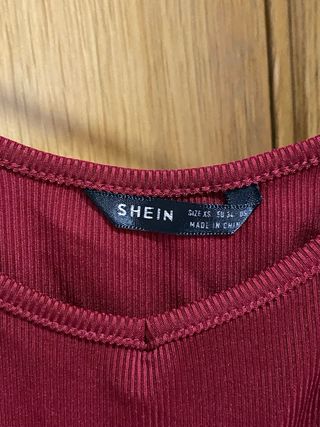 SHEIN
SIZE XS EU 34
MADE IN CHINA